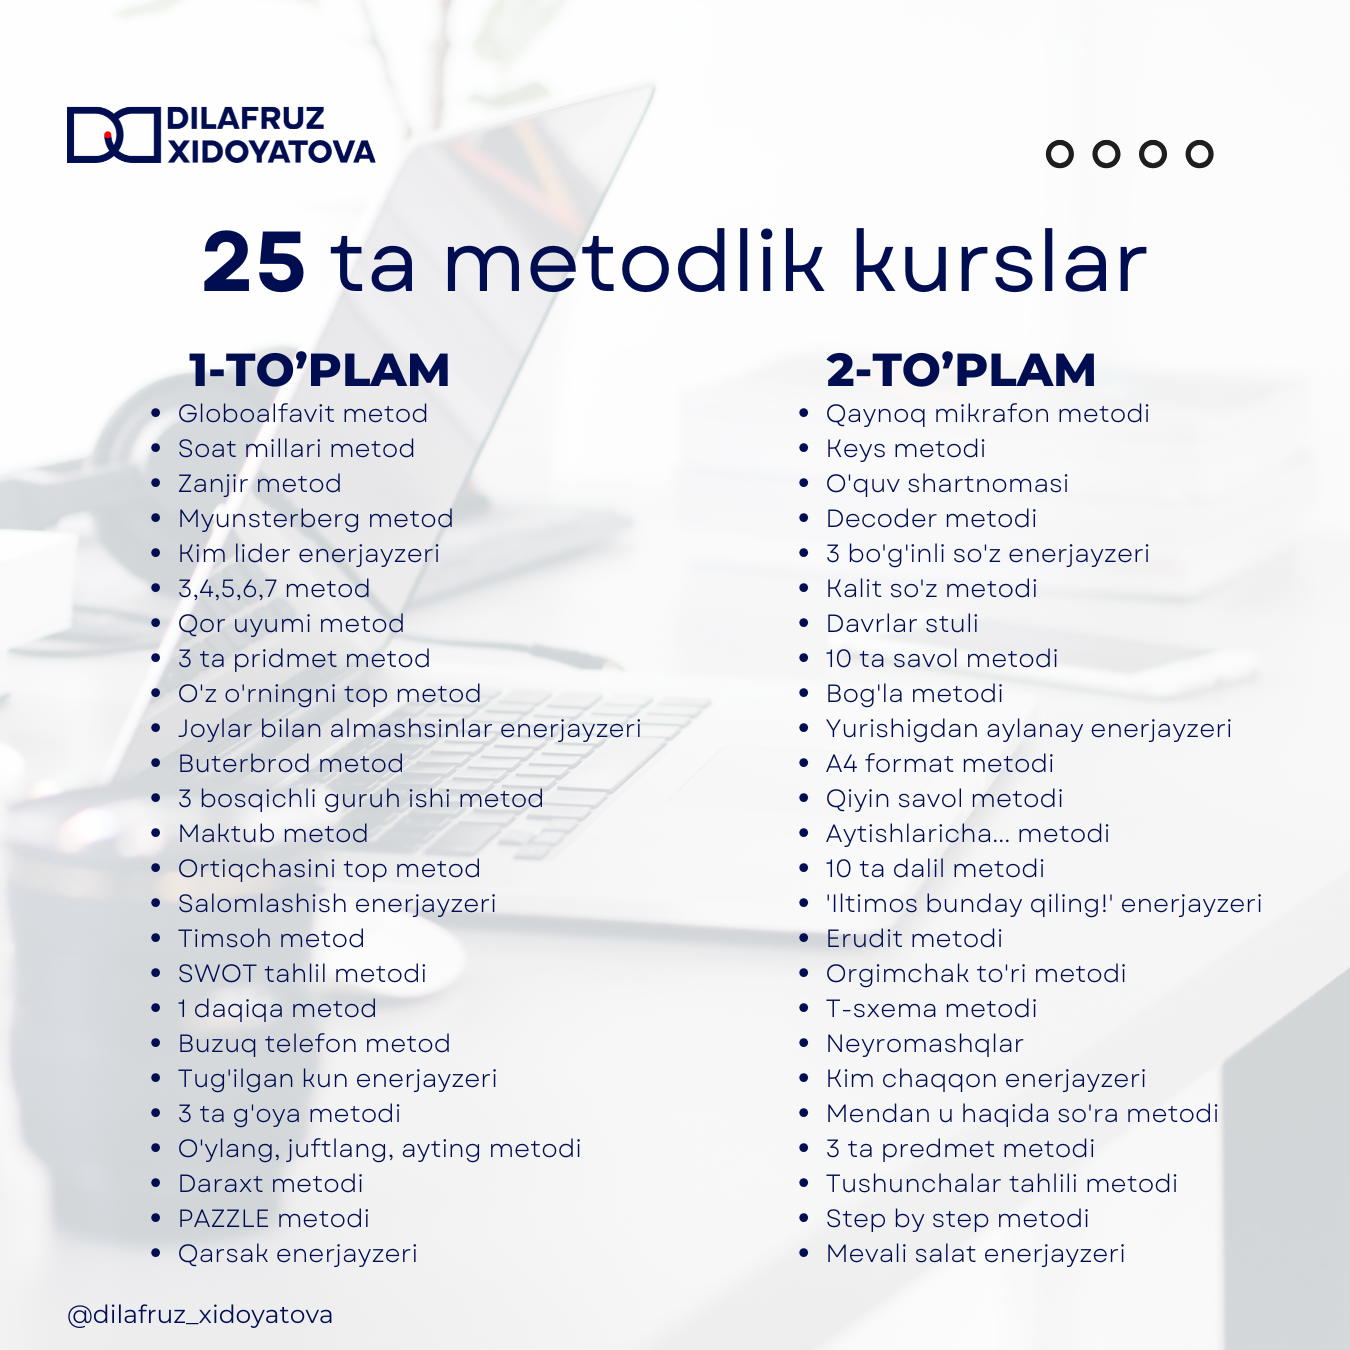 DILAFRUZ
XIDOYATOVA
25 ta metodlik kurslar
1-TO’PLAM
Globoalfavit metod
Soat millari metod
Zanjir metod
Myunsterberg metod
Kim lider enerjayzeri
3,4,5,6,7 metod
Qor uyumi metod
3 ta pridmet metod
O'z o'rningni top metod
Joylar bilan almashsinlar enerjayzeri
Buterbrod metod
3 bosqichli guruh ishi metod
Maktub metod
Ortiqchasini top metod
Salomlashish enerjayzeri
Timsoh metod
SWOT tahlil metodi
1 daqiqa metod
Buzuq telefon metod
Tug'ilgan kun enerjayzeri
3 ta g'oya metodi
O'ylang, juftlang, ayting metodi
Daraxt metodi
PAZZLE metodi
Qarsak enerjayzeri
2-TO’PLAM
Qaynoq mikrafon metodi
Keys metodi
O'quv shartnomasi
Decoder metodi
3 bo'g'inli so'z enerjayzeri
Kalit so'z metodi
Davrlar stuli
10 ta savol metodi
Bog'la metodi
Yurishigdan aylanay enerjayzeri
A4 format metodi
Qiyin savol metodi
Aytishlaricha... metodi
10 ta dalil metodi
'Iltimos bunday qiling!' enerjayzeri
Erudit metodi
Orgimchak to'ri metodi
T-sxema metodi
Neyromashqlar
Kim chaqqon enerjayzeri
Mendan u haqida so'ra metodi
3 ta predmet metodi
Tushunchalar tahlili metodi
Step by step metodi
Mevali salat enerjayzeri
@dilafruz_xidoyatova